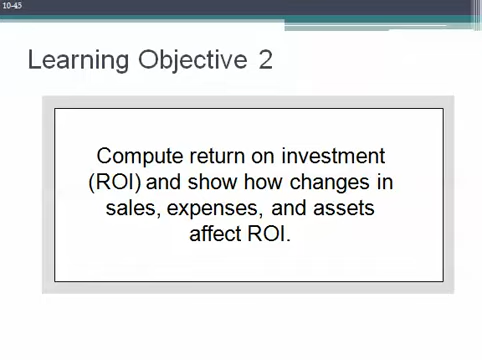 10-45
Learning Objective 2
Compute return on investment
(ROI) and show how changes in
sales, expenses, and assets
affect ROI.